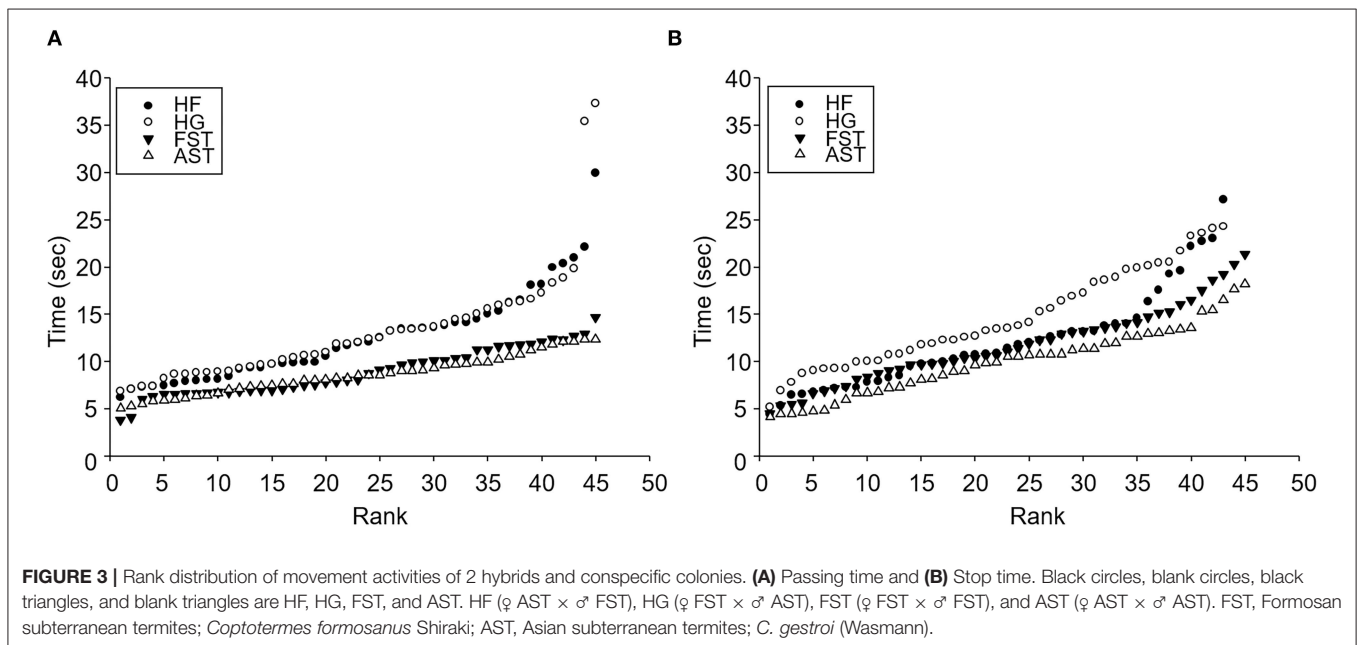 A
40
35
30
25
20
15
10
5
0
Time (sec)
HF
HG
FST
AST
0 5 10 15 20 25 30 35 40 45 50
Rank
B
40
35
30
25
20
15
10
5
0
Time (sec)
HF
HG
FST
AST
0 5 10 15 20 25 30 35 40 45 50
Rank
FIGURE 3 | Rank distribution of movement activities of 2 hybrids and conspecific colonies. (A) Passing time and (B) Stop time. Black circles, blank circles, black
triangles, and blank triangles are HF, HG, FST, and AST. HF (♀ AST × ♂ FST), HG (♀ FST × ♂ AST), FST (♀ FST × ♂ FST), and AST (♀ AST × ♂ AST). FST, Formosan
subterranean termites; Coptotermes formosanus Shiraki; AST, Asian subterranean termites; C. gestroi (Wasmann).